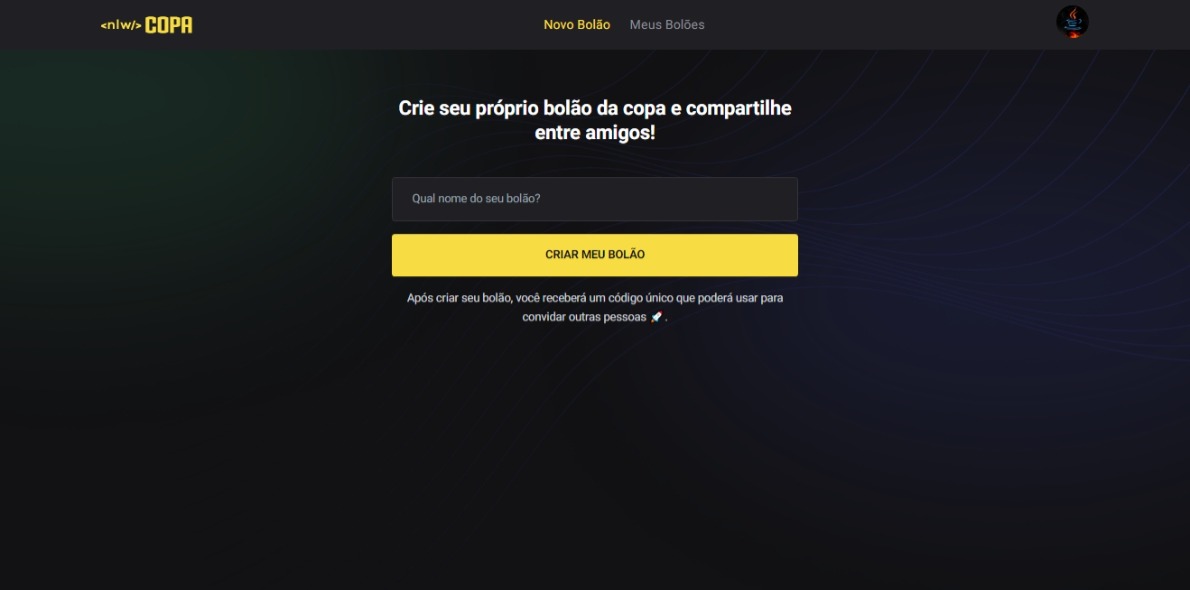 <nlw/> COPA
Novo Bolão
Meus Bolões
Crie seu próprio bolão da copa e compartilhe
entre amigos!
Qual nome do seu bolão?
CRIAR MEU BOLÃO
Após criar seu bolão, você receberá um código único que poderá usar para
convidar outras pessoas 🚀 .